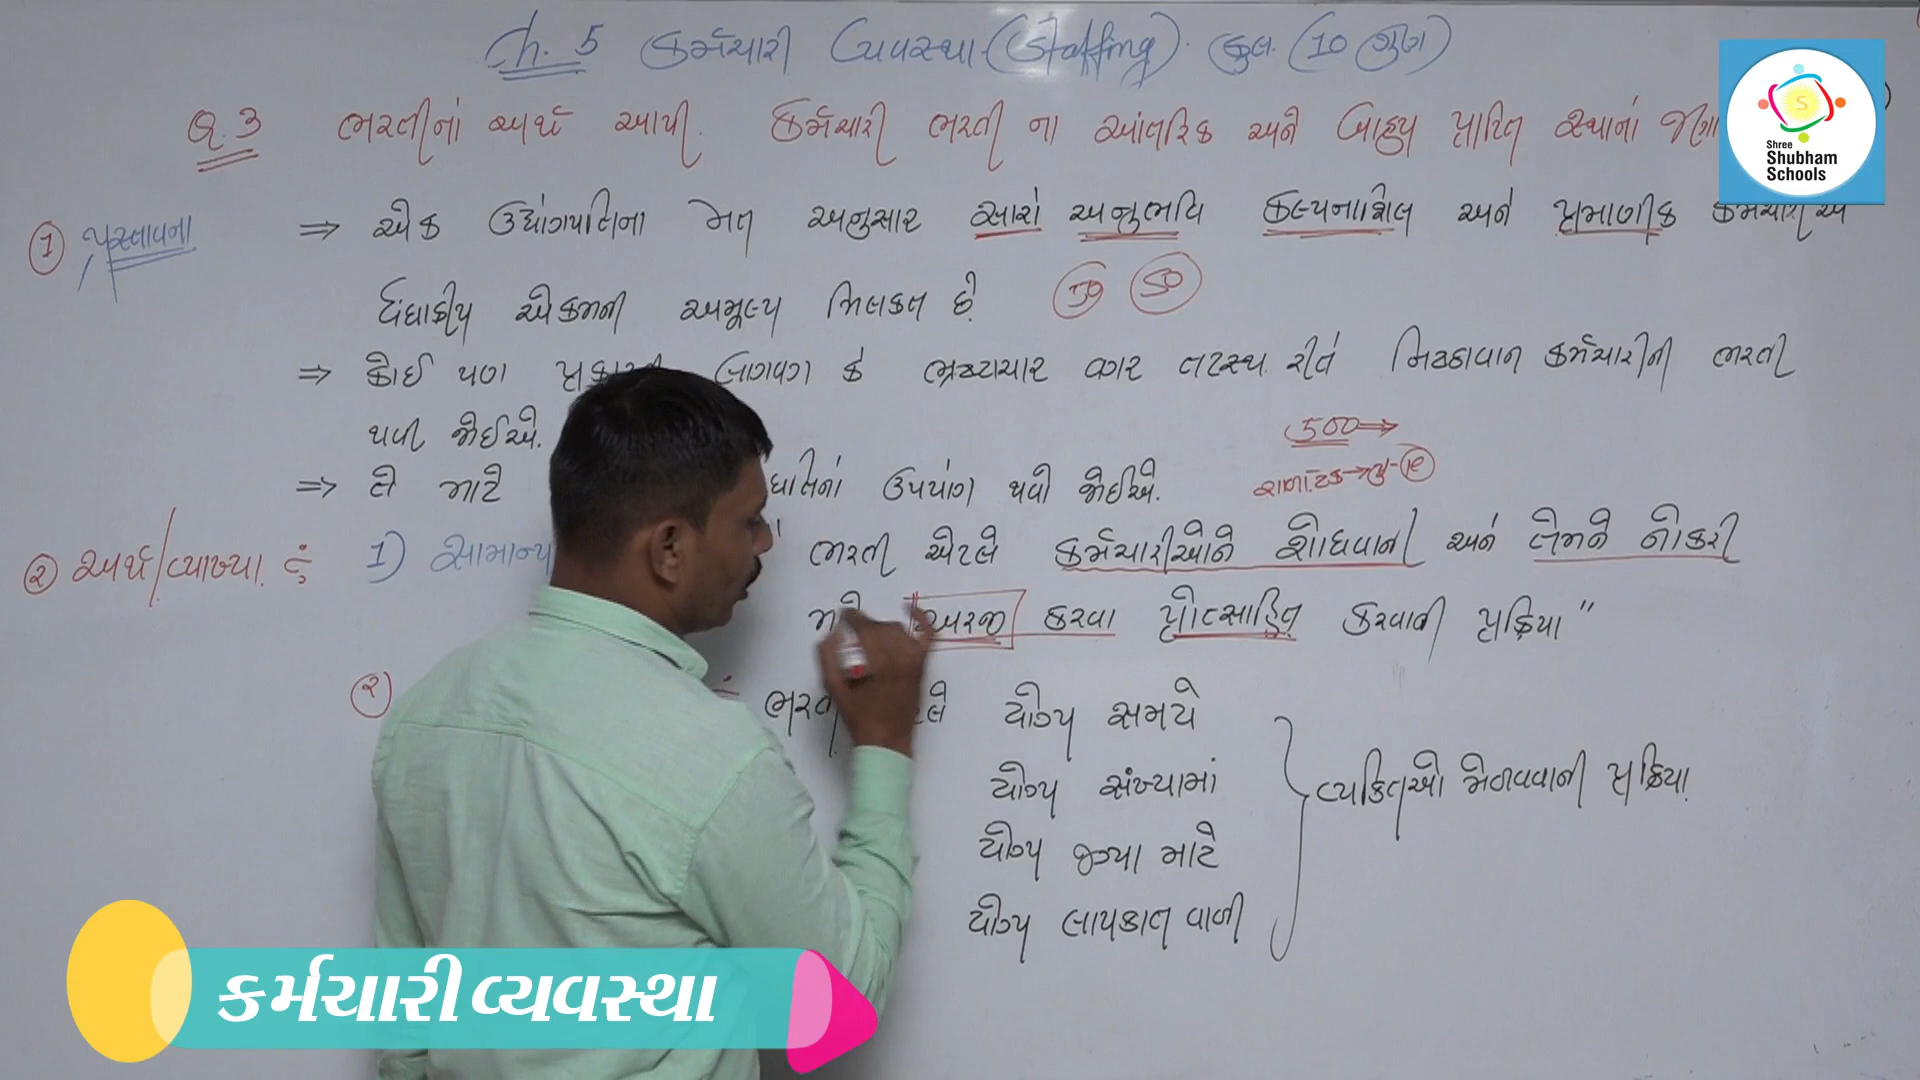 Ch. 5 કર્મચારી વ્યવસ્થા (Staffing). કુલ (10 ગુણ)
Q.3 ભરતીનાં અર્થ આપી. કર્મચારી ભરતી ના આંતરિક અને બાહ્ય પ્રાપ્તિ સ્થાનાં
Shree
Shubham
Schools
① પ્રસ્તાવના ⇒ એક ઉદ્યોગપતિના મત અનુસાર સારાં અનુભવિ કલ્પનાશિલ અને પ્રમાણીક કર્મચારીએ
ધંધાકીય એકમની અમૂલ્ય મિલકત છે. 50
⇒ કોઈ પણ લાગવગ કે ભ્રષ્ટાચાર વગર તટસ્થ રીતે નિષ્ઠાવાન કર્મચારીની ભરતી
થવી જોઈએ.
500 →
⇒ તે માટે ઉપયોગ થવો જોઈએ.
② અર્થ/વ્યાખ્યા 1) સામાન્ય ભરતી એટલે કર્મચારીઓને શોધવાની અને તેમને નોકરી
અરજી કરવા પ્રોત્સાહિત કરવાની પ્રક્રિયા"
② યોગ્ય સમયે
યોગ્ય સંખ્યામાં
વ્યકિતઓ મેળવવાની પ્રક્રિયા.
યોગ્ય જગ્યા માટે
યોગ્ય લાયકાત વાળી
કર્મચારી વ્યવસ્થા